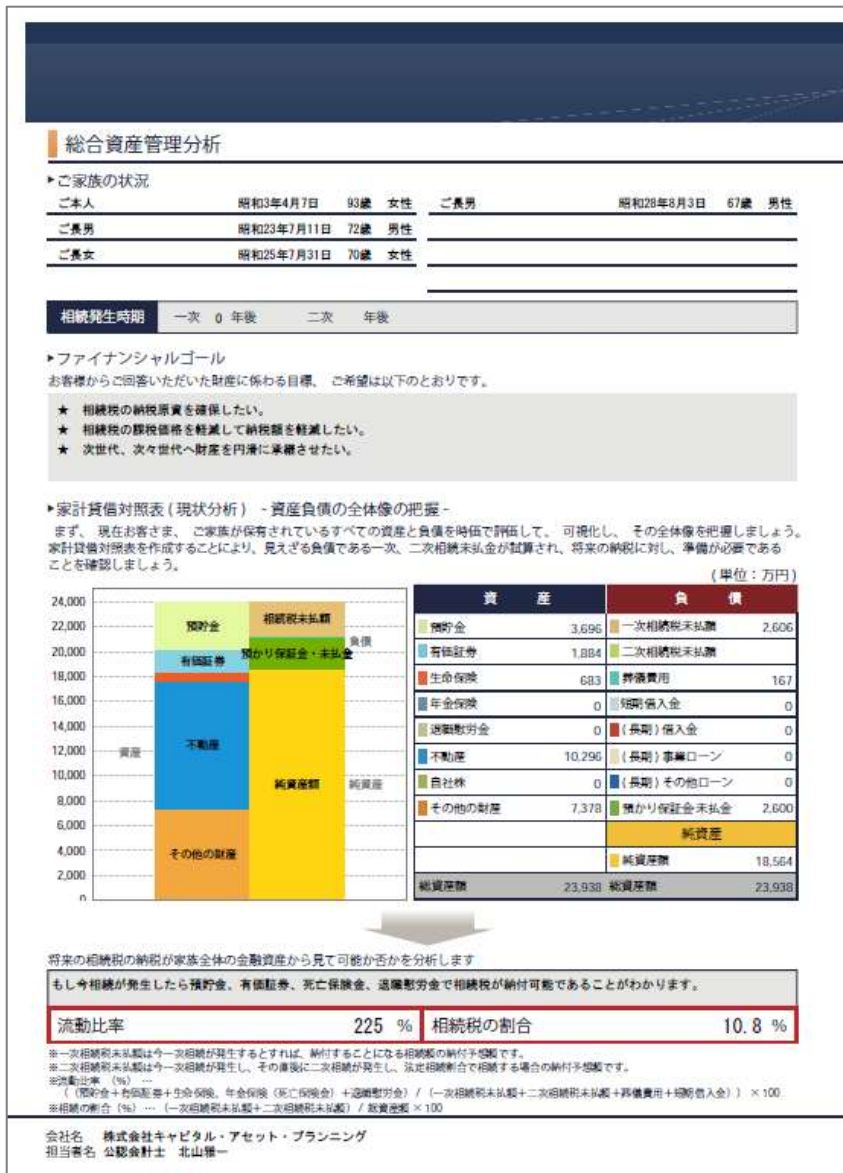 総合資産管理分析
▶ご家族の状況
ご本人 昭和3年4月7日 93歳 女性 ご長男 昭和28年8月3日 67歳 男性
ご長男 昭和23年7月11日 72歳 男性
ご長女 昭和25年7月31日 70歳 女性
相続発生時期 一次 0 年後 二次 年後
▶ファイナンシャルゴール
お客様からご回答いただいた財産に係わる目標、 ご希望は以下のとおりです。
★ 相続税の納税原資を確保したい。
★ 相続税の課税価格を軽減して納税額を軽減したい。
★ 次世代、次々世代へ財産を円滑に承継させたい。
▶家計貸借対照表(現状分析) -資産負債の全体像の把握-
まず、 現在お客さま、 ご家族が保有されているすべての資産と負債を時価で評価して、 可視化し、 その全体像を把握しましょう。
家計貸借対照表を作成することにより、見えざる負債である一次、二次相続未払金が試算され、将来の納税に対し、準備が必要である
ことを確認しましょう。
(単位:万円)
24,000
22,000
20,000
18,000
16,000
14,000
12,000
10,000
8,000
6,000
4,000
2,000
0
資産
預貯金
有価証券
不動産
その他の財産
相続税未払額
預かり保証金・未払金
純資産額
負債
純資産
資 産 負 債
預貯金 3,696 一次相続税未払額 2,606
有価証券 1,884 二次相続税未払額
生命保険 683 葬儀費用 167
年金保険 0 短期借入金 0
退職慰労金 0 (長期)借入金 0
不動産 10,296 (長期)事業ローン 0
自社株 0 (長期)その他ローン 0
その他の財産 7,378 預かり保証金未払金 2,600
純資産
純資産額 18,564
総資産額 23,938 総資産額 23,938
将来の相続税の納税が家族全体の金融資産から見て可能か否かを分析します
もし今相続が発生したら預貯金、有価証券、死亡保険金、退職慰労金で相続税が納付可能であることがわかります。
流動比率 225 % 相続税の割合 10.8 %
※一次相続税未払額は今一次相続が発生するとすれば、納付することになる相続額の納付予想額です。
※二次相続税未払額は今一次相続が発生し、その直後に二次相続が発生し、法定相続割合で相続する場合の納付予想額です。
※流動比率 (%) …
((預貯金+有価証券+生命保険、年金保険(死亡保険金)+退職慰労金)/(一次相続税未払額+二次相続税未払額+葬儀費用+短期借入金))×100
※相続の割合(%)…(一次相続税未払額+二次相続税未払額)/総資産額×100
会社名 株式会社キャピタル・アセット・プランニング
担当者名 公認会計士 北山雅一